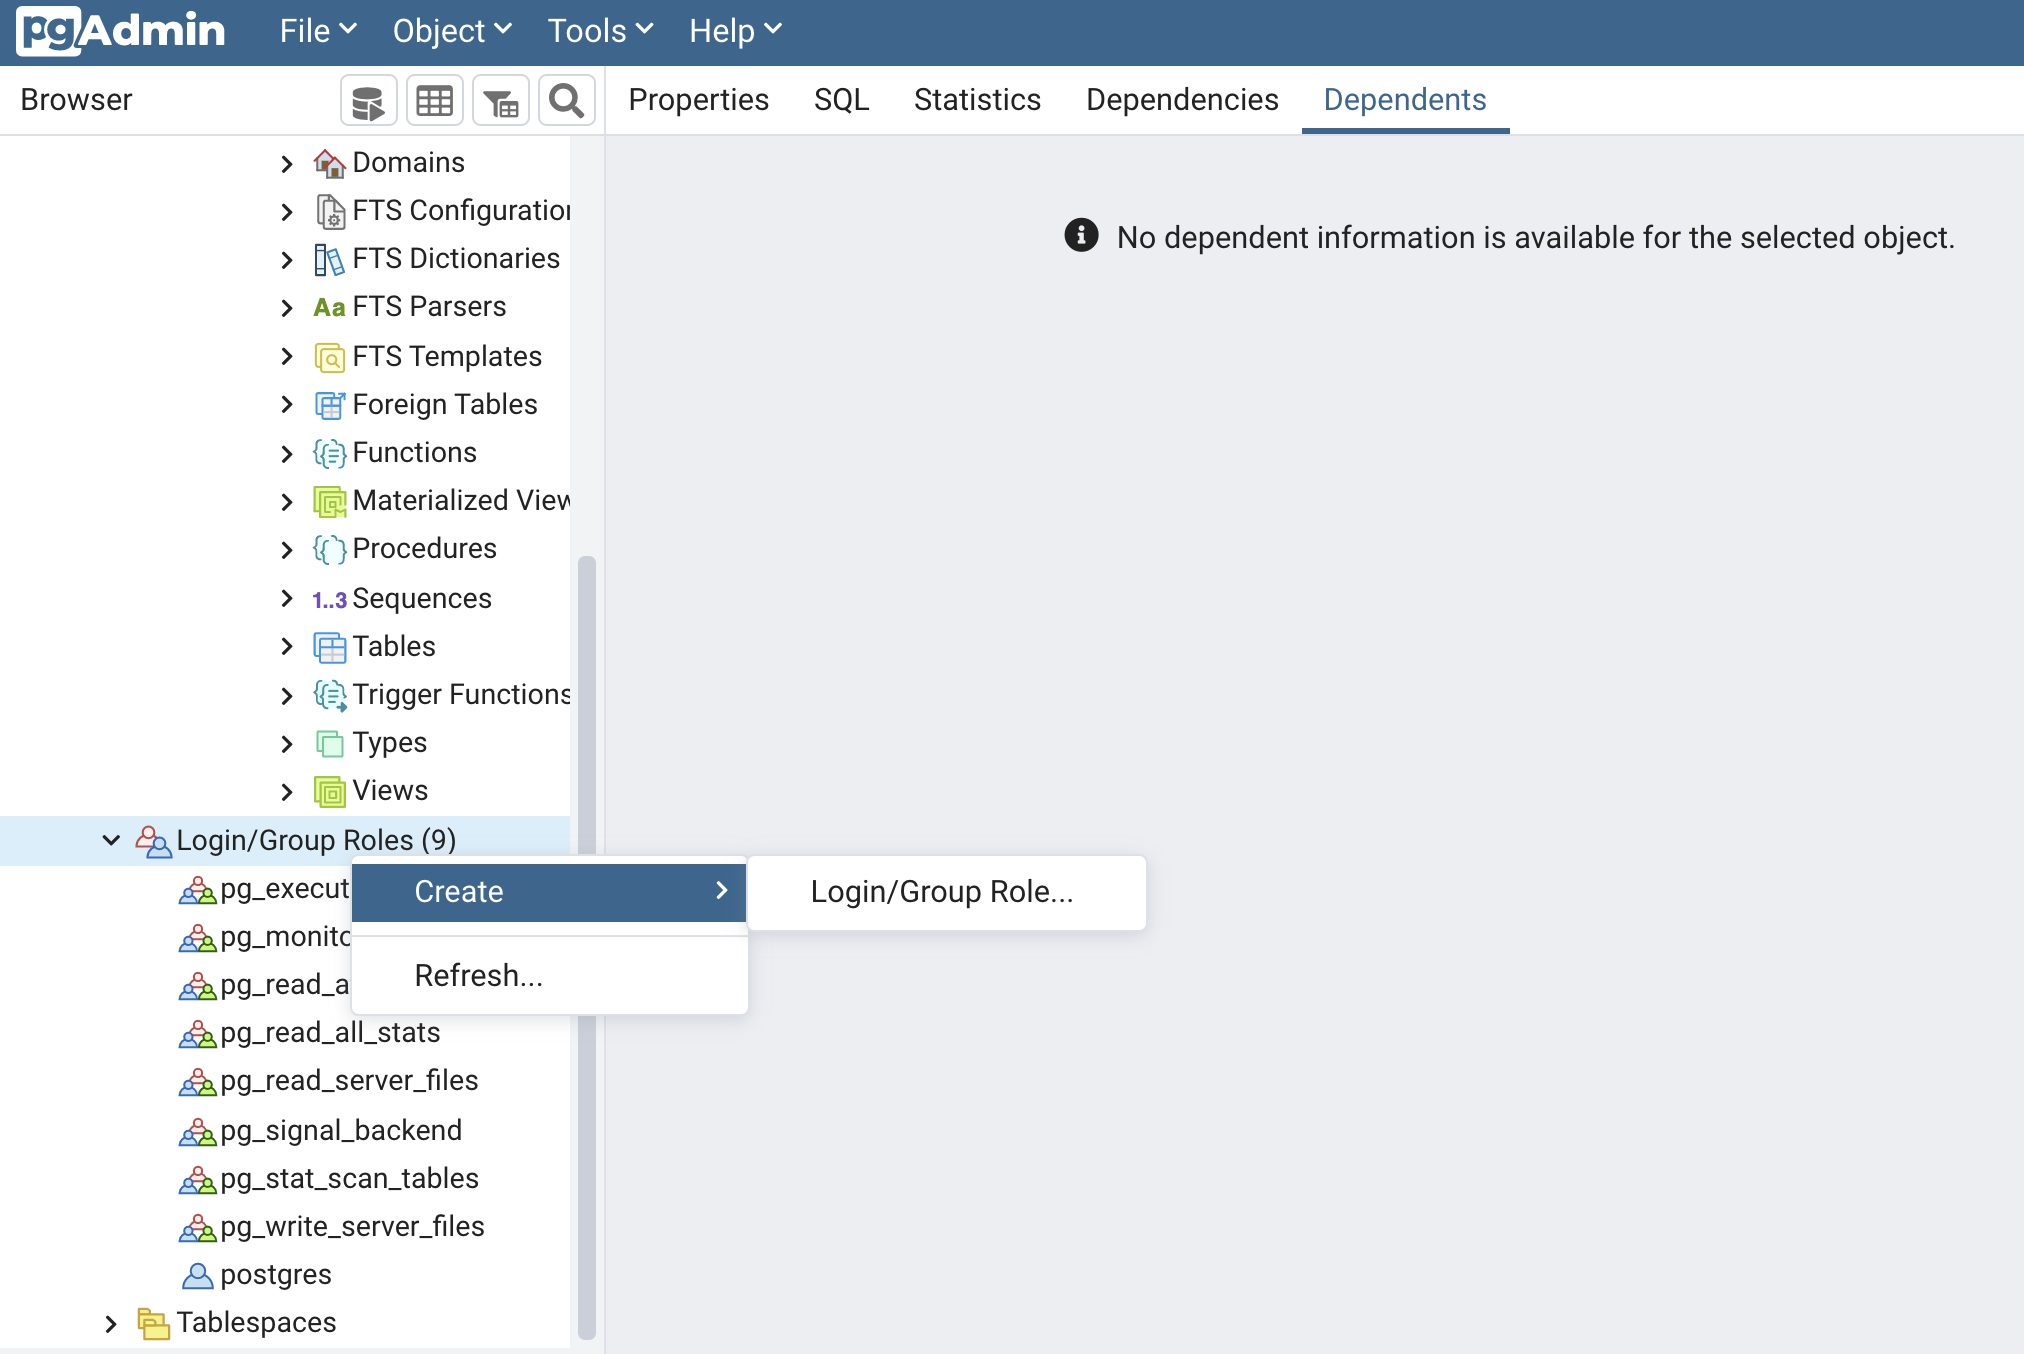 pgAdmin File Object Tools Help
Browser
Properties SQL Statistics Dependencies Dependents
No dependent information is available for the selected object.
Domains
FTS Configuration
FTS Dictionaries
Aa FTS Parsers
FTS Templates
Foreign Tables
Functions
Materialized View
Procedures
1..3 Sequences
Tables
Trigger Functions
Types
Views
Login/Group Roles (9)
pg_execut
pg_monito
pg_read_a
pg_read_all_stats
pg_read_server_files
pg_signal_backend
pg_stat_scan_tables
pg_write_server_files
postgres
Tablespaces
Create
Refresh...
Login/Group Role...